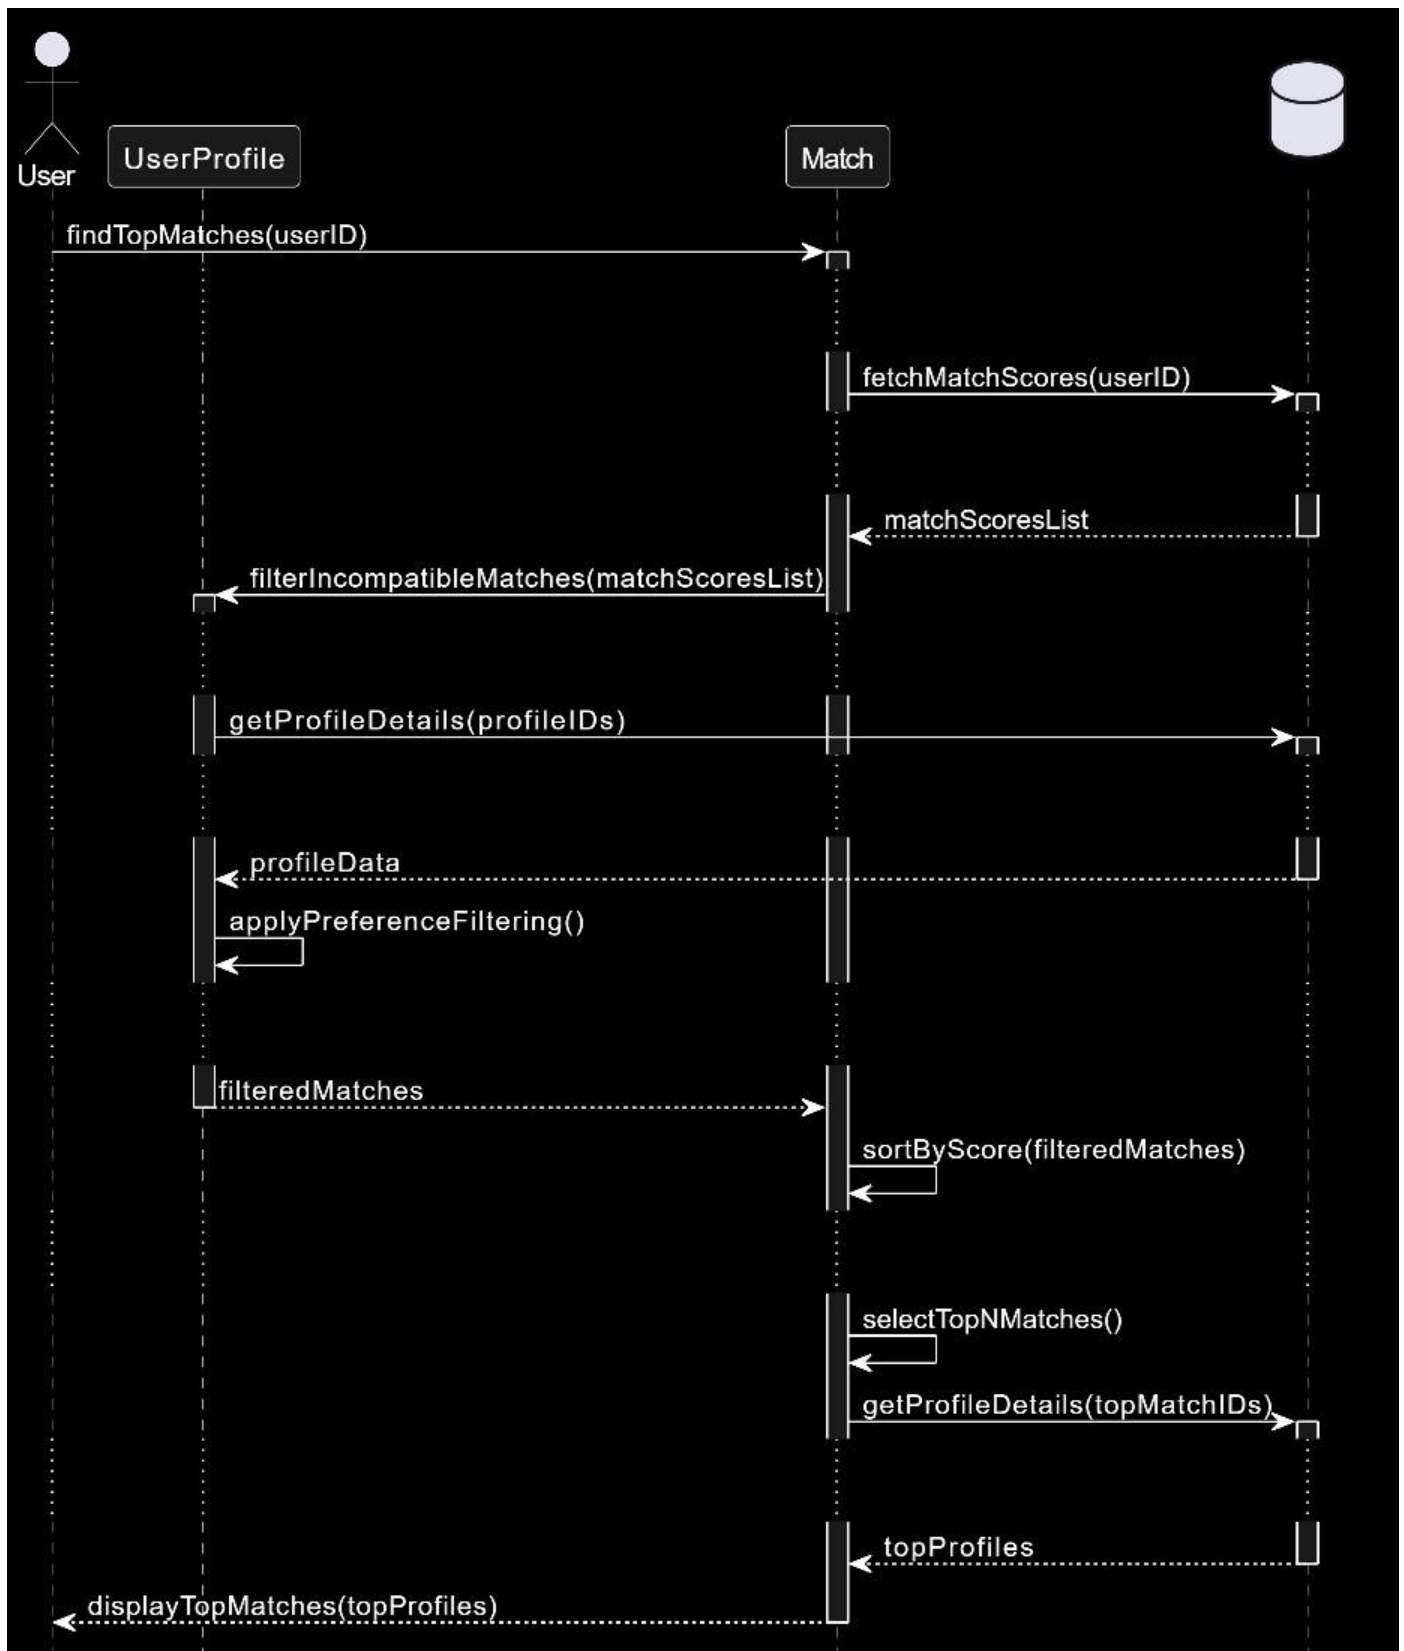 User
UserProfile
Match
findTopMatches(userID)
fetchMatchScores(userID)
matchScoresList
filterIncompatibleMatches(matchScoresList)
getProfileDetails(profileIDs)
profileData
applyPreferenceFiltering()
filteredMatches
sortByScore(filteredMatches)
selectTopNMatches()
getProfileDetails(topMatchIDs)
topProfiles
displayTopMatches(topProfiles)